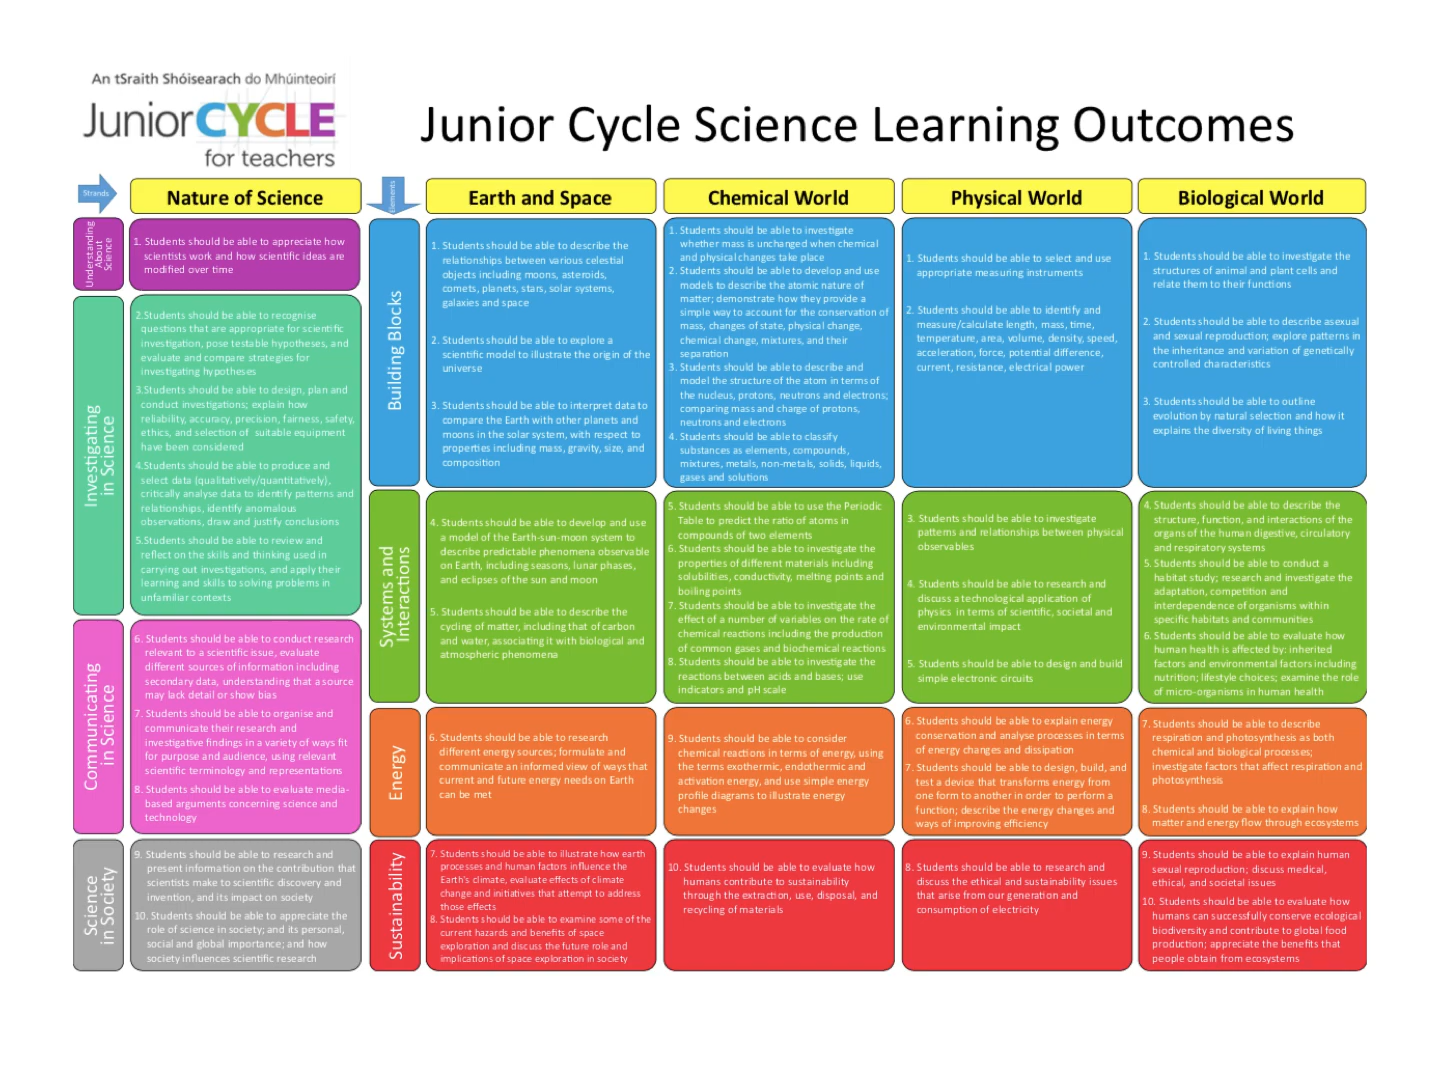 An tSraith Shóisearach do Mhúinteoirí
JuniorCYCLE
for teachers
Junior Cycle Science Learning Outcomes
Strands
Nature of Science
Elements
Earth and Space
Chemical World
Physical World
Biological World
Understanding
About
Science
1. Students should be able to appreciate how
scientists work and how scientific ideas are
modified over time
Investigating
in Science
2.Students should be able to recognise
questions that are appropriate for scientific
investigation, pose testable hypotheses, and
evaluate and compare strategies for
investigating hypotheses
3.Students should be able to design, plan and
conduct investigations; explain how
reliability, accuracy, precision, fairness, safety,
ethics, and selection of suitable equipment
have been considered
4.Students should be able to produce and
select data (qualitatively/quantitatively),
critically analyse data to identify patterns and
relationships, identify anomalous
observations, draw and justify conclusions
5.Students should be able to review and
reflect on the skills and thinking used in
carrying out investigations, and apply their
learning and skills to solving problems in
unfamiliar contexts
Communicating
in Science
6. Students should be able to conduct research
relevant to a scientific issue, evaluate
different sources of information including
secondary data, understanding that a source
may lack detail or show bias
7. Students should be able to organise and
communicate their research and
investigative findings in a variety of ways fit
for purpose and audience, using relevant
scientific terminology and representations
8. Students should be able to evaluate media-
based arguments concerning science and
technology
Science
in Society
9. Students should be able to research and
present information on the contribution that
scientists make to scientific discovery and
invention, and its impact on society
10. Students should be able to appreciate the
role of science in society; and its personal,
social and global importance; and how
society influences scientific research
Building Blocks
1. Students should be able to describe the
relationships between various celestial
objects including moons, asteroids,
comets, planets, stars, solar systems,
galaxies and space
2. Students should be able to explore a
scientific model to illustrate the origin of the
universe
3. Students should be able to interpret data to
compare the Earth with other planets and
moons in the solar system, with respect to
properties including mass, gravity, size, and
composition
1. Students should be able to investigate
whether mass is unchanged when chemical
and physical changes take place
2. Students should be able to develop and use
models to describe the atomic nature of
matter; demonstrate how they provide a
simple way to account for the conservation of
mass, changes of state, physical change,
chemical change, mixtures, and their
separation
3. Students should be able to describe and
model the structure of the atom in terms of
the nucleus, protons, neutrons and electrons;
comparing mass and charge of protons,
neutrons and electrons
4. Students should be able to classify
substances as elements, compounds,
mixtures, metals, non-metals, solids, liquids,
gases and solutions
1. Students should be able to select and use
appropriate measuring instruments
2. Students should be able to identify and
measure/calculate length, mass, time,
temperature, area, volume, density, speed,
acceleration, force, potential difference,
current, resistance, electrical power
1. Students should be able to investigate the
structures of animal and plant cells and
relate them to their functions
2. Students should be able to describe asexual
and sexual reproduction; explore patterns in
the inheritance and variation of genetically
controlled characteristics
3. Students should be able to outline
evolution by natural selection and how it
explains the diversity of living things
Systems and
Interactions
4. Students should be able to develop and use
a model of the Earth-sun-moon system to
describe predictable phenomena observable
on Earth, including seasons, lunar phases,
and eclipses of the sun and moon
5. Students should be able to describe the
cycling of matter, including that of carbon
and water, associating it with biological and
atmospheric phenomena
5. Students should be able to use the Periodic
Table to predict the ratio of atoms in
compounds of two elements
6. Students should be able to investigate the
properties of different materials including
solubilities, conductivity, melting points and
boiling points
7. Students should be able to investigate the
effect of a number of variables on the rate of
chemical reactions including the production
of common gases and biochemical reactions
8. Students should be able to investigate the
reactions between acids and bases; use
indicators and pH scale
3. Students should be able to investigate
patterns and relationships between physical
observables
4. Students should be able to research and
discuss a technological application of
physics in terms of scientific, societal and
environmental impact
5. Students should be able to design and build
simple electronic circuits
4. Students should be able to describe the
structure, function, and interactions of the
organs of the human digestive, circulatory
and respiratory systems
5. Students should be able to conduct a
habitat study; research and investigate the
adaptation, competition and
interdependence of organisms within
specific habitats and communities
6. Students should be able to evaluate how
human health is affected by: inherited
factors and environmental factors including
nutrition; lifestyle choices; examine the role
of micro-organisms in human health
Energy
6. Students should be able to research
different energy sources; formulate and
communicate an informed view of ways that
current and future energy needs on Earth
can be met
9. Students should be able to consider
chemical reactions in terms of energy, using
the terms exothermic, endothermic and
activation energy, and use simple energy
profile diagrams to illustrate energy
changes
6. Students should be able to explain energy
conservation and analyse processes in terms
of energy changes and dissipation
7. Students should be able to design, build, and
test a device that transforms energy from
one form to another in order to perform a
function; describe the energy changes and
ways of improving efficiency
7. Students should be able to describe
respiration and photosynthesis as both
chemical and biological processes;
investigate factors that affect respiration and
photosynthesis
8. Students should be able to explain how
matter and energy flow through ecosystems
Sustainability
7. Students should be able to illustrate how earth
processes and human factors influence the
Earth's climate, evaluate effects of climate
change and initiatives that attempt to address
those effects
8. Students should be able to examine some of the
current hazards and benefits of space
exploration and discuss the future role and
implications of space exploration in society
10. Students should be able to evaluate how
humans contribute to sustainability
through the extraction, use, disposal, and
recycling of materials
8. Students should be able to research and
discuss the ethical and sustainability issues
that arise from our generation and
consumption of electricity
9. Students should be able to explain human
sexual reproduction; discuss medical,
ethical, and societal issues
10. Students should be able to evaluate how
humans can successfully conserve ecological
biodiversity and contribute to global food
production; appreciate the benefits that
people obtain from ecosystems